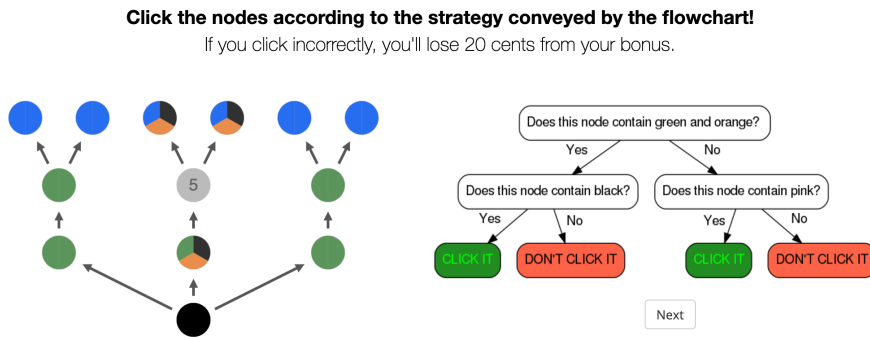 Click the nodes according to the strategy conveyed by the flowchart!
If you click incorrectly, you'll lose 20 cents from your bonus.
5
Does this node contain green and orange?
Yes
No
Does this node contain black?
Does this node contain pink?
Yes
No
Yes
No
CLICK IT
DON'T CLICK IT
CLICK IT
DON'T CLICK IT
Next